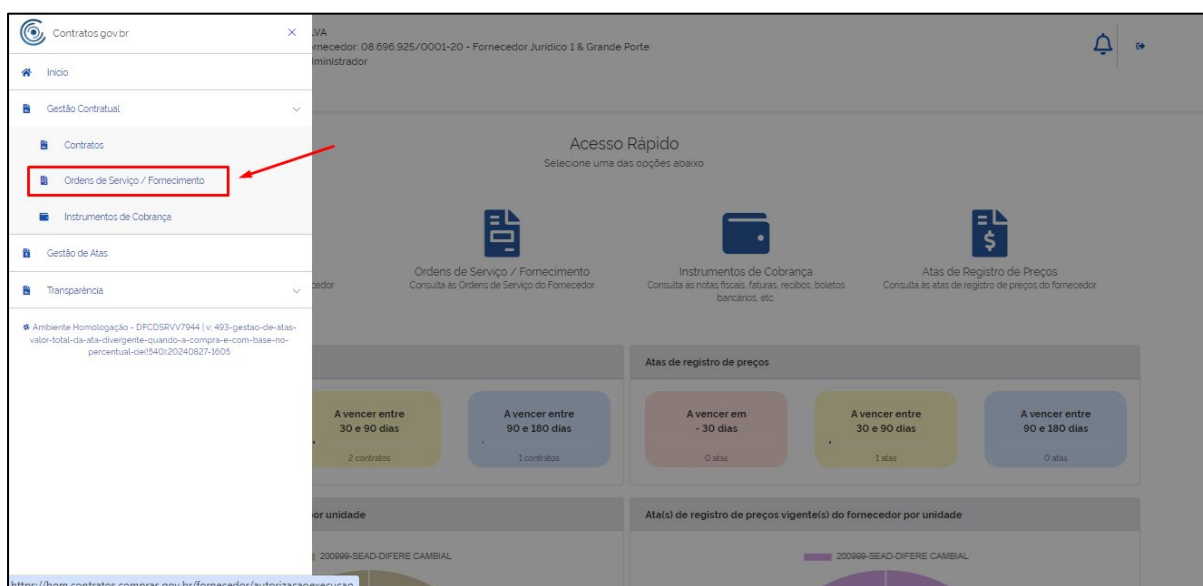 Contratos.gov.br
Início
Gestão Contratual
Contratos
Ordens de Serviço / Fornecimento
Instrumentos de Cobrança
Gestão de Atas
Transparência
Ambiente Homologação - DFCDSRVV7944 | v: 493-gestao-de-atas-
valor-total-da-ata-divergente-quando-a-compra-e-com-base-no-
percentual-de(!540):20240827-1605
LVA
ornecedor: 08.696.925/0001-20 - Fornecedor Jurídico 1 & Grande Porte
dministrador
Acesso Rápido
Selecione uma das opções abaixo
cedor
Ordens de Serviço / Fornecimento
Consulta as Ordens de Serviço do Fornecedor
Instrumentos de Cobrança
Consulta às notas fiscais, faturas, recibos, boletos
bancários, etc
Atas de Registro de Preços
Consulta às atas de registro de preços do fornecedor
A vencer entre
30 e 90 dias
2 contratos
A vencer entre
90 e 180 dias
1 contratos
Atas de registro de preços
A vencer em
- 30 dias
0 atas
A vencer entre
30 e 90 dias
1 atas
A vencer entre
90 e 180 dias
0 atas
por unidade
200999-SEAD-DIFERE CAMBIAL
Ata(s) de registro de preços vigente(s) do fornecedor por unidade
200999-SEAD-DIFERE CAMBIAL
https://hom.contratos.compras.gov.br/fornecedor/autorizacaoexecucao